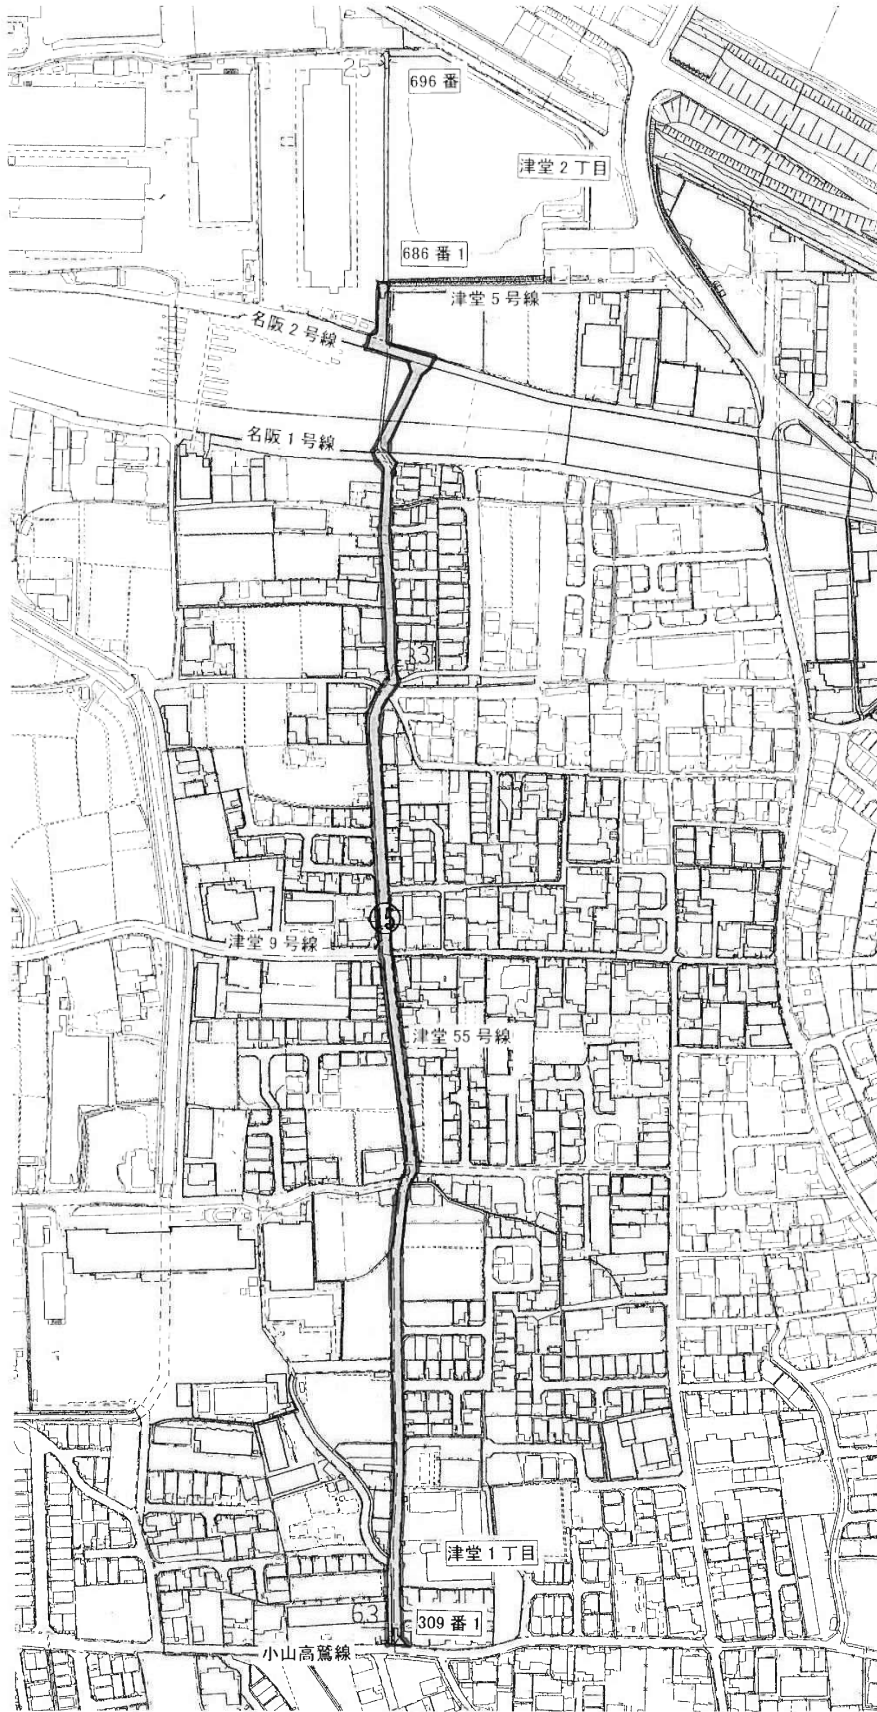 25
696 番
津堂 2 丁目
686 番 1
津堂 5 号線
名阪 2 号線
名阪 1 号線
33
⑮
津堂 9 号線
津堂 55 号線
津堂 1 丁目
63
309 番 1
小山高鷲線